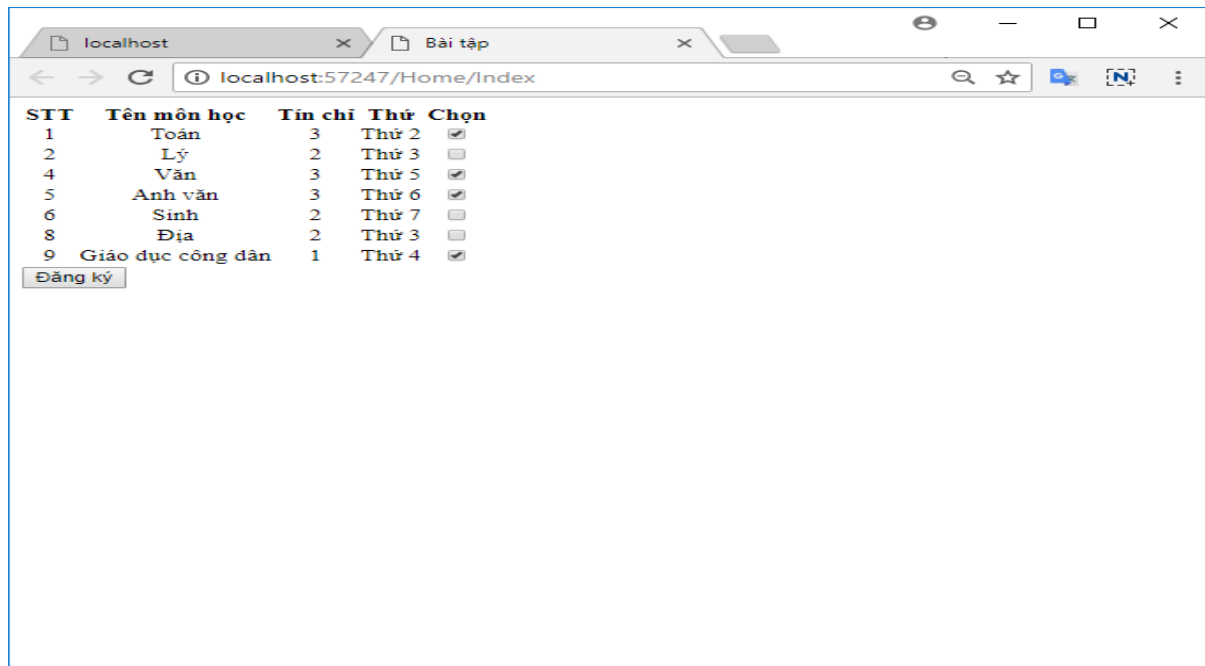 localhost Bài tập
localhost:57247/Home/Index
STT Tên môn học Tín chỉ Thứ Chọn
1 Toán 3 Thứ 2
2 Lý 2 Thứ 3
4 Văn 3 Thứ 5
5 Anh văn 3 Thứ 6
6 Sinh 2 Thứ 7
8 Địa 2 Thứ 3
9 Giáo dục công dân 1 Thứ 4
Đăng ký